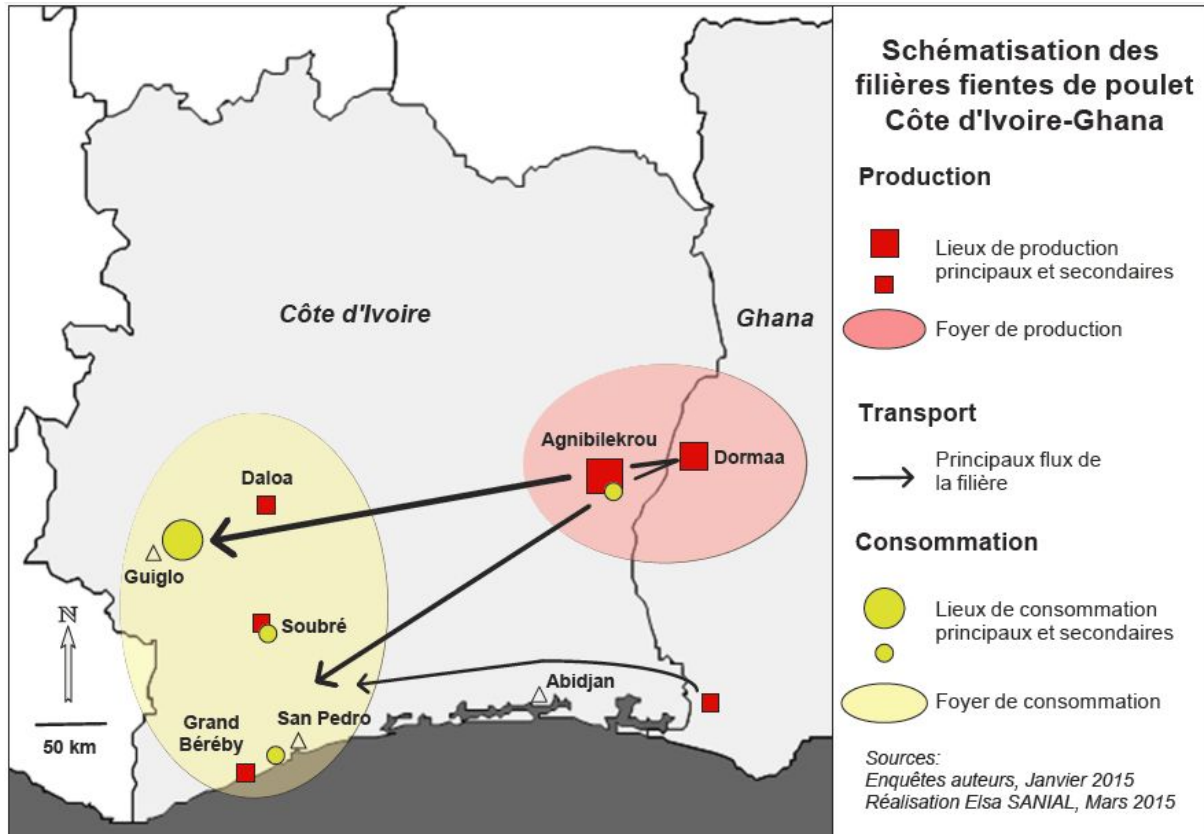 Schématisation des
filières fientes de poulet
Côte d'Ivoire-Ghana
Production
Lieux de production
principaux et secondaires
Foyer de production
Transport
Principaux flux de
la filière
Consommation
Lieux de consommation
principaux et secondaires
Foyer de consommation
Sources:
Enquêtes auteurs, Janvier 2015
Réalisation Elsa SANIAL, Mars 2015
Côte d'Ivoire
Ghana
Agnibilekrou
Dormaa
Daloa
Guiglo
N
Soubré
50 km
Grand
Béréby
San Pedro
Abidjan